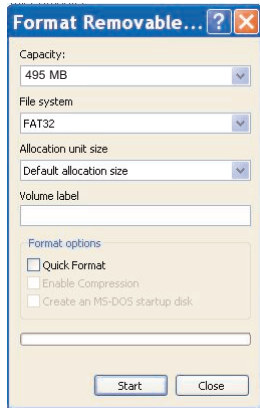 Format Removable...
Capacity:
495 MB
File system
FAT32
Allocation unit size
Default allocation size
Volume label
Format options
Quick Format
Enable Compression
Create an MS-DOS startup disk
Start
Close